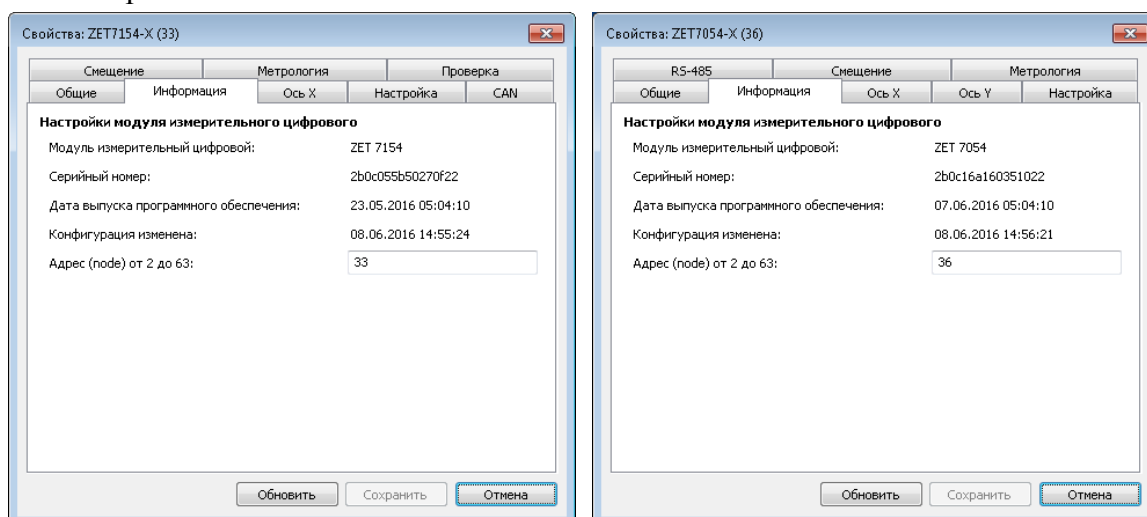 Свойства: ZET7154-X (33)
Смещение Метрология Проверка
Общие Информация Ось X Настройка CAN
Настройки модуля измерительного цифрового
Модуль измерительный цифровой: ZET 7154
Серийный номер: 2b0c055b50270f22
Дата выпуска программного обеспечения: 23.05.2016 05:04:10
Конфигурация изменена: 08.06.2016 14:55:24
Адрес (node) от 2 до 63: 33
Обновить Сохранить Отмена
Свойства: ZET7054-X (36)
RS-485 Смещение Метрология
Общие Информация Ось X Ось Y Настройка
Настройки модуля измерительного цифрового
Модуль измерительный цифровой: ZET 7054
Серийный номер: 2b0c16a160351022
Дата выпуска программного обеспечения: 07.06.2016 05:04:10
Конфигурация изменена: 08.06.2016 14:56:21
Адрес (node) от 2 до 63: 36
Обновить Сохранить Отмена